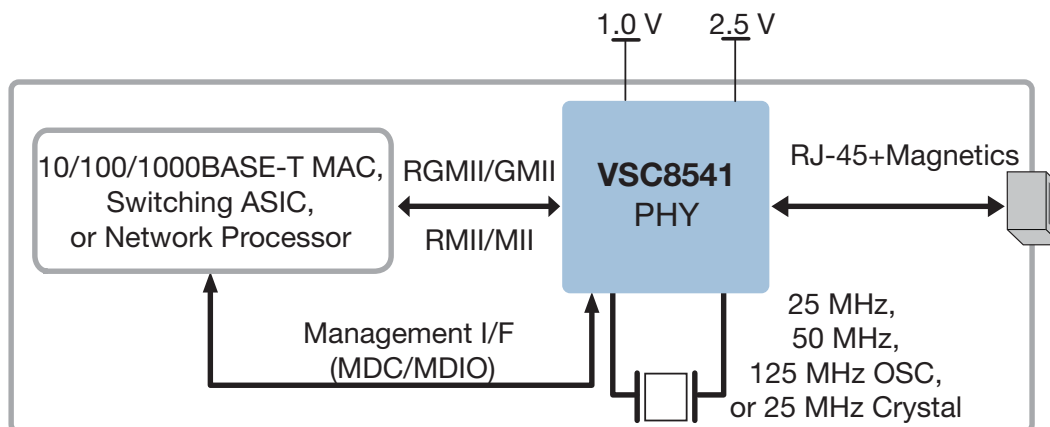 1.0 V
2.5 V
10/100/1000BASE-T MAC,
Switching ASIC,
or Network Processor
RGMII/GMII
RMII/MII
VSC8541
PHY
RJ-45+Magnetics
Management I/F
(MDC/MDIO)
25 MHz,
50 MHz,
125 MHz OSC,
or 25 MHz Crystal